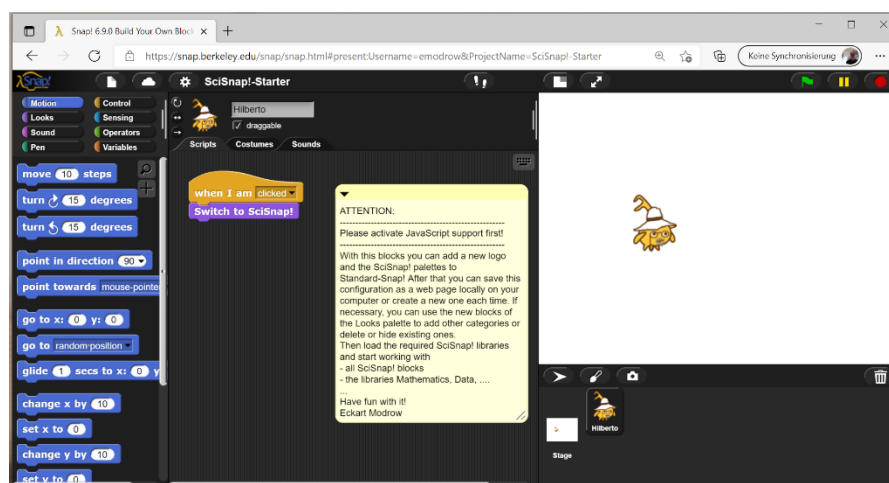 λ Snap! 6.9.0 Build Your Own Block
https://snap.berkeley.edu/snap/snap.html#present:Username=emodrow&ProjectName=SciSnap!-Starter
Keine Synchronisierung
Snap!
SciSnap!-Starter
Motion
Control
Looks
Sensing
Sound
Operators
Pen
Variables
Hilberto
draggable
Scripts
Costumes
Sounds
move 10 steps
turn 15 degrees
turn 15 degrees
point in direction 90
point towards mouse-pointer
go to x: 0 y: 0
go to random position
glide 1 secs to x: 0 y
change x by 10
set x to 0
change y by 10
set y to 0
when I am clicked
Switch to SciSnap!
ATTENTION:
--------------------------------------------------
Please activate JavaScript support first!
--------------------------------------------------
With this blocks you can add a new logo
and the SciSnap! palettes to
Standard-Snap! After that you can save this
configuration as a web page locally on your
computer or create a new one each time. If
necessary, you can use the new blocks of
the Looks palette to add other categories or
delete or hide existing ones.
Then load the required SciSnap! libraries
and start working with
- all SciSnap! blocks
- the libraries Mathematics, Data, ....
...
Have fun with it!
Eckart Modrow
Stage
Hilberto